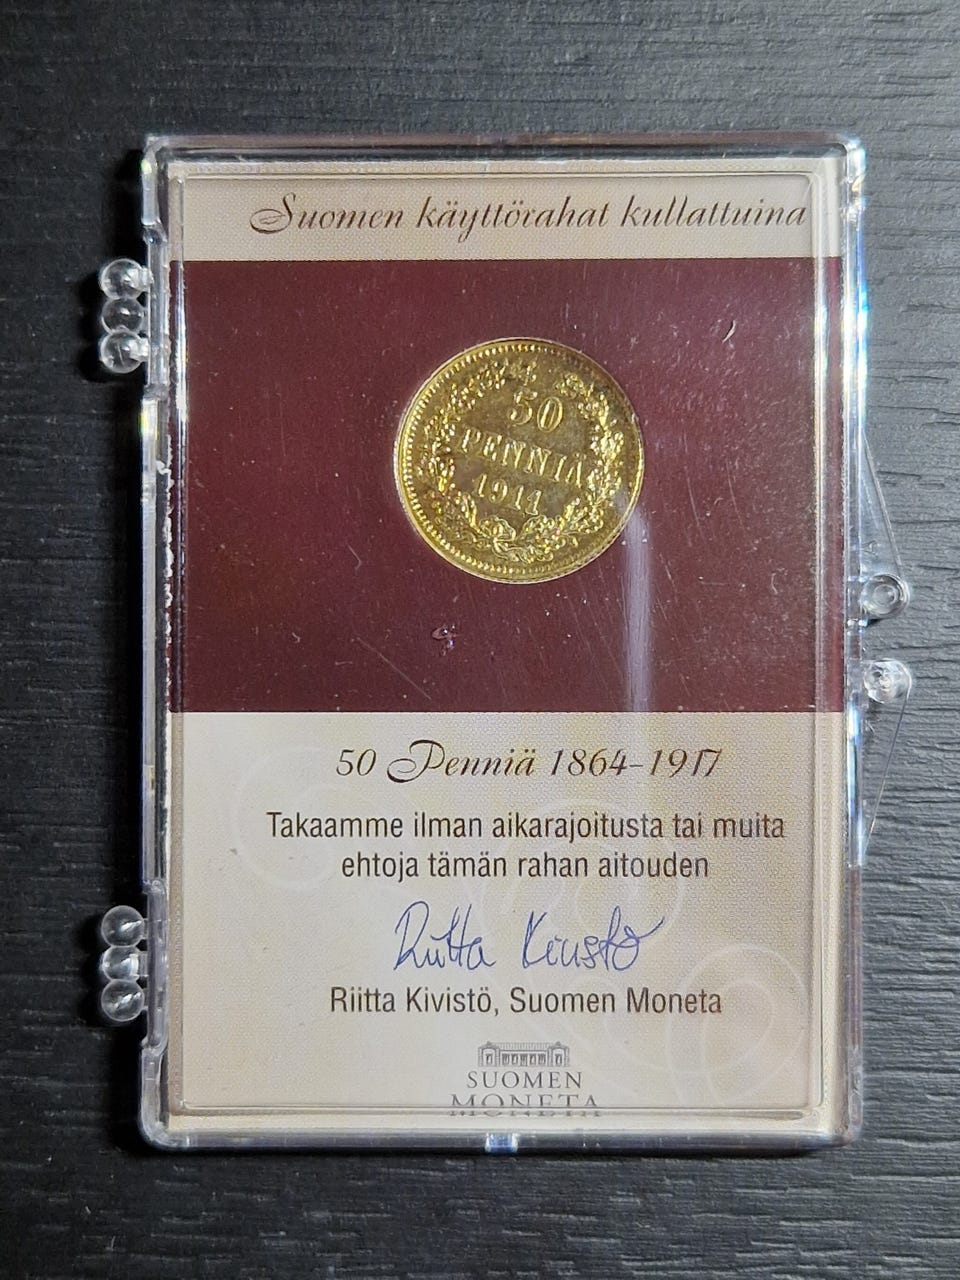 Suomen käyttörahat kullattuina
50
PENNIÄ
1911
50 Penniä 1864-1917
Takaamme ilman aikarajoitusta tai muita
ehtoja tämän rahan aitouden
Riitta Kivistö
Riitta Kivistö, Suomen Moneta
SUOMEN
MONETA